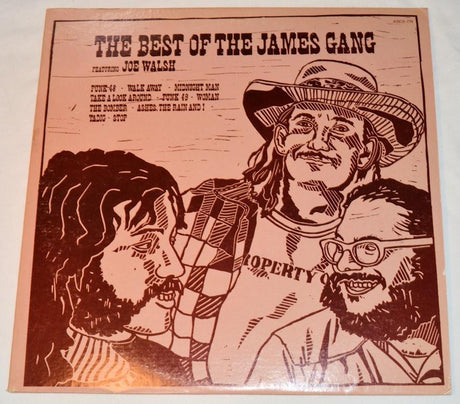 THE BEST OF THE JAMES GANG
FEATURING JOE WALSH
FUNK 48 · WALK AWAY · MIDNIGHT MAN
TAKE A LOOK AROUND · FUNK 49 · WOMAN
THE BOMBER · ASHES, THE RAIN AND I ·
YADIG · STOP
PROPERTY O